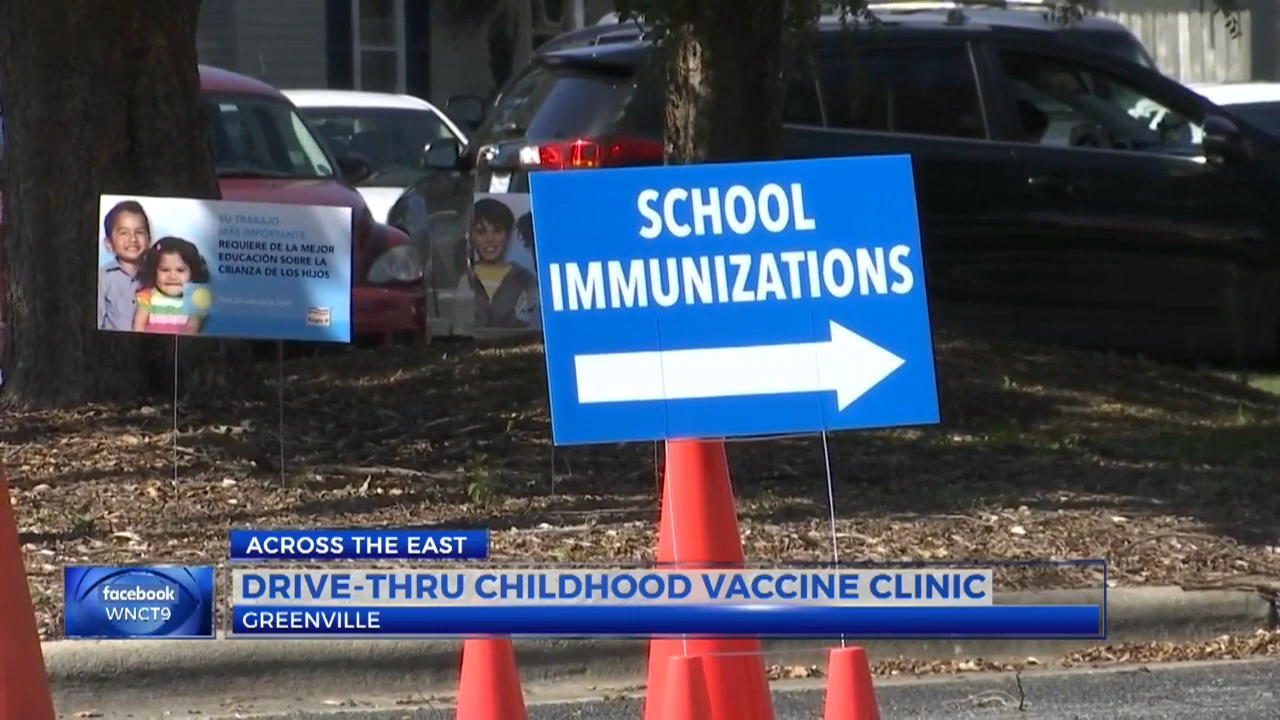 SU TRABAJO
MÁS IMPORTANTE
REQUIERE DE LA MEJOR
EDUCACIÓN SOBRE LA
CRIANZA DE LOS HIJOS
SCHOOL
IMMUNIZATIONS
ACROSS THE EAST
facebook
WNCT9
DRIVE-THRU CHILDHOOD VACCINE CLINIC
GREENVILLE